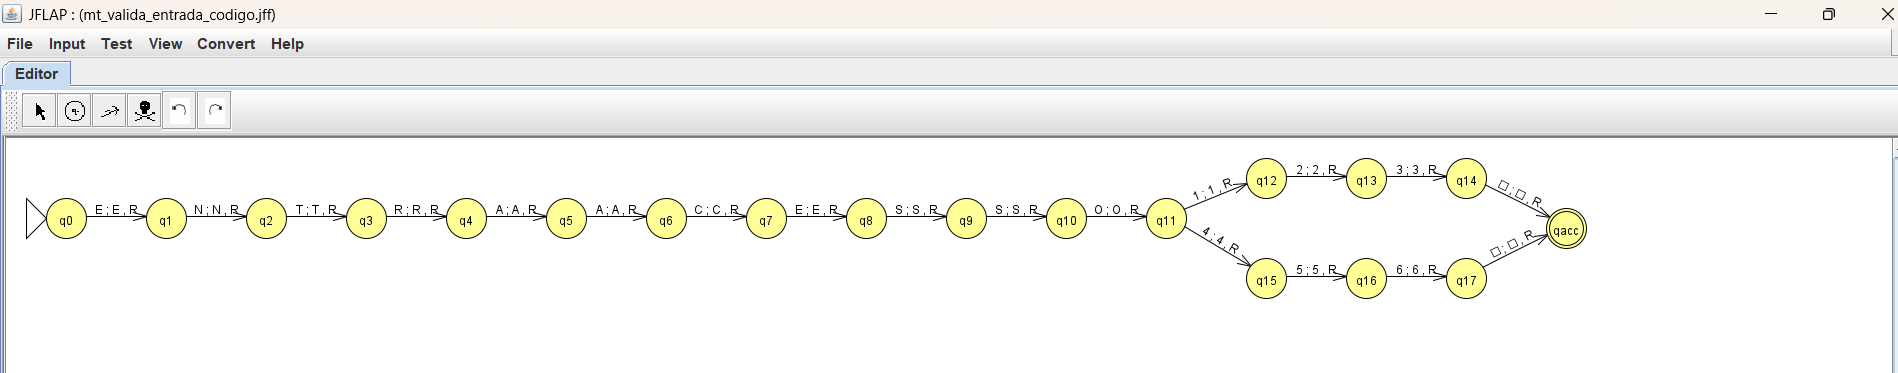 JFLAP : (mt_valida_entrada_codigo.jff)
File Input Test View Convert Help
Editor
q0 E ; E , R q1 N ; N , R q2 T ; T , R q3 R ; R , R q4 A ; A , R q5 A ; A , R q6 C ; C , R q7 E ; E , R q8 S ; S , R q9 S ; S , R q10 O ; O , R q11
1 ; 1 , R q12 2 ; 2 , R q13 3 ; 3 , R q14 □ ; □ , R
qacc
4 ; 4 , R q15 5 ; 5 , R q16 6 ; 6 , R q17 □ ; □ , R